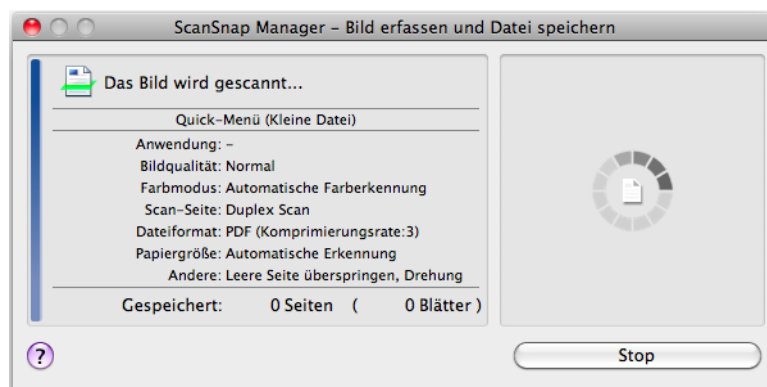 ScanSnap Manager – Bild erfassen und Datei speichern
Das Bild wird gescannt...
Quick-Menü (Kleine Datei)
Anwendung: –
Bildqualität: Normal
Farbmodus: Automatische Farberkennung
Scan-Seite: Duplex Scan
Dateiformat: PDF (Komprimierungsrate:3)
Papiergröße: Automatische Erkennung
Andere: Leere Seite überspringen, Drehung
Gespeichert: 0 Seiten ( 0 Blätter )
?
Stop